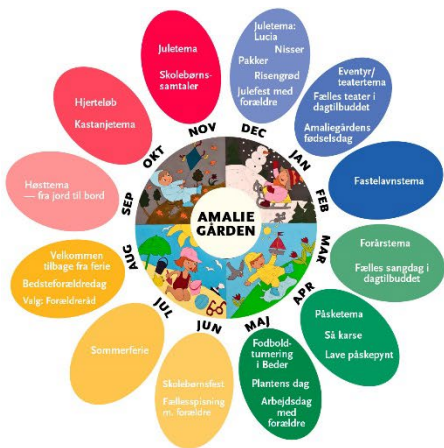 Juletema:
Lucia
Nisser
Pakker
Risengrød
Julefest med
forældre
DEC
Eventyr/
teatertema
Fælles teater i
dagtilbuddet
Amaliegårdens
fødselsdag
JAN
Fastelavnstema
FEB
Forårstema
Fælles sangdag i
dagtilbuddet
MAR
Påsketema
Så karse
Lave påskepynt
APR
Fodbold-
turnering
i Beder
Plantens dag
Arbejdsdag
med
forældre
MAJ
Skolebørnsfest
Fællesspisning
m. forældre
JUN
Sommerferie
JUL
Velkommen
tilbage fra ferie
Bedsteforældredag
Valg: Forældreråd
AUG
Høsttema
— fra jord til bord
SEP
Hjerteløb
Kastanjetema
OKT
Juletema
Skolebørns-
samtaler
NOV
AMALIE
GÅRDEN